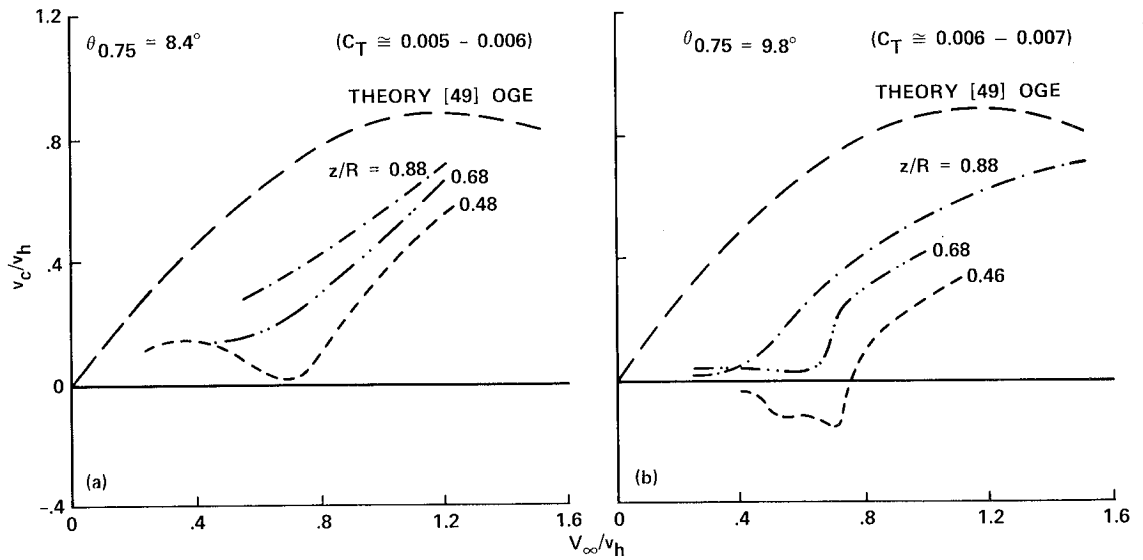 1.2
θ0.75 = 8.4°
(CT ≅ 0.005 – 0.006)
THEORY [49] OGE
.8
z/R = 0.88
0.68
0.48
vc/vh
.4
0
–.4
(a)
0
.4
.8
1.2
1.6
θ0.75 = 9.8°
(CT ≅ 0.006 – 0.007)
THEORY [49] OGE
z/R = 0.88
0.68
0.46
(b)
0
.4
.8
1.2
1.6
V∞/vh